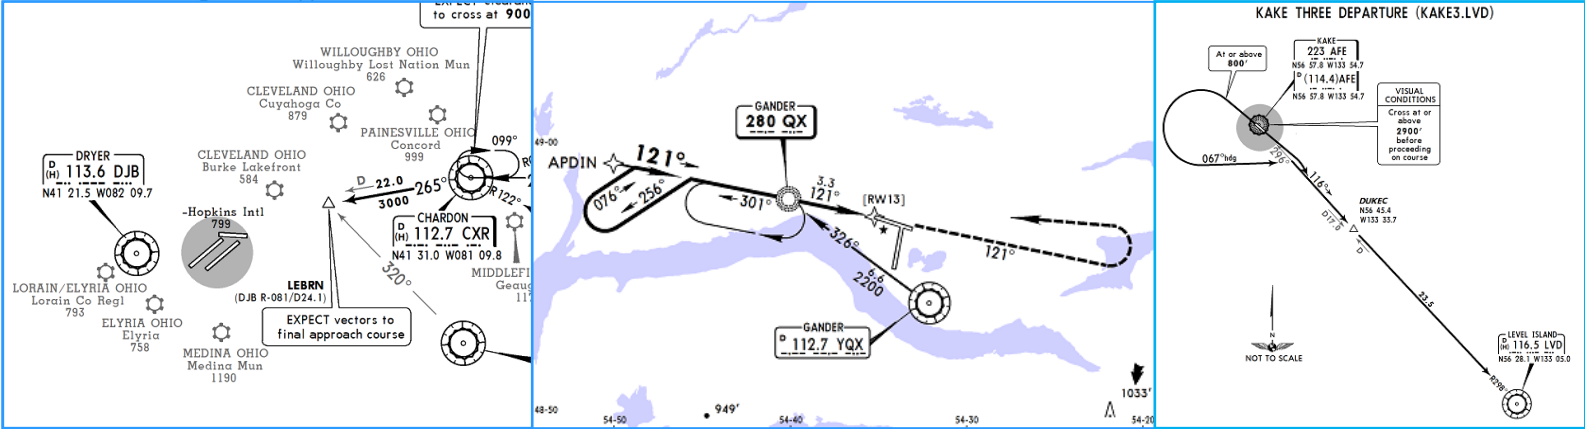 EXPECT clearan
to cross at 900
WILLOUGHBY OHIO
Willoughby Lost Nation Mun
626
CLEVELAND OHIO
Cuyahoga Co
879
PAINESVILLE OHIO
Concord
999
099°
CLEVELAND OHIO
Burke Lakefront
584
DRYER
D
(H) 113.6 DJB
N41 21.5 W082 09.7
D 22.0
265°
3000
R122°
-Hopkins Intl
799
CHARDON
D
(H) 112.7 CXR
N41 31.0 W081 09.8
320°
MIDDLEFI
Geaug
117
LORAIN/ELYRIA OHIO
Lorain Co Regl
793
ELYRIA OHIO
Elyria
758
LEBRN
(DJB R-081/D24.1)
EXPECT vectors to
final approach course
MEDINA OHIO
Medina Mun
1190
49-00
APDIN
121°
GANDER
280 QX
076°
256°
301°
3.3
121°
[RW13]
326°
6.6
2200
121°
GANDER
D 112.7 YQX
1033'
949'
48-50
54-50
54-40
54-30
54-20
KAKE THREE DEPARTURE (KAKE3.LVD)
At or above
800'
KAKE
223 AFE
N56 57.8 W133 54.7
D (114.4)AFE
N56 57.8 W133 54.7
VISUAL
CONDITIONS
Cross at or
above
2900'
before
proceeding
on course
067°hdg
296°
116°
DUKEC
N56 45.4
W133 33.7
D17.0
D
23.5
N
NOT TO SCALE
LEVEL ISLAND
D
(H) 116.5 LVD
N56 28.1 W133 05.0
R298°